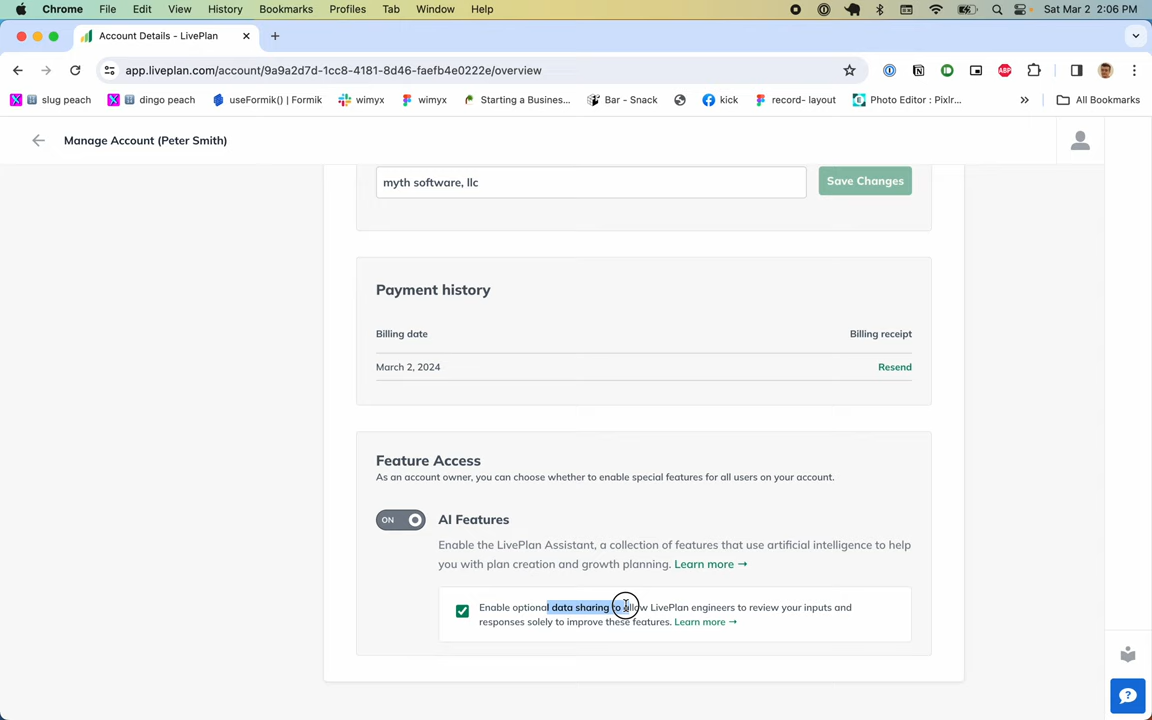 Chrome File Edit View History Bookmarks Profiles Tab Window Help Sat Mar 2 2:06 PM
Account Details - LivePlan
app.liveplan.com/account/9a9a2d7d-1cc8-4181-8d46-faefb4e0222e/overview
slug peach dingo peach useFormik() | Formik wimyx wimyx Starting a Busines... Bar - Snack kick record- layout Photo Editor : Pixlr... » All Bookmarks
Manage Account (Peter Smith)
myth software, llc Save Changes
Payment history
Billing date Billing receipt
March 2, 2024 Resend
Feature Access
As an account owner, you can choose whether to enable special features for all users on your account.
ON AI Features
Enable the LivePlan Assistant, a collection of features that use artificial intelligence to help
you with plan creation and growth planning. Learn more →
Enable optional data sharing to allow LivePlan engineers to review your inputs and
responses solely to improve these features. Learn more →